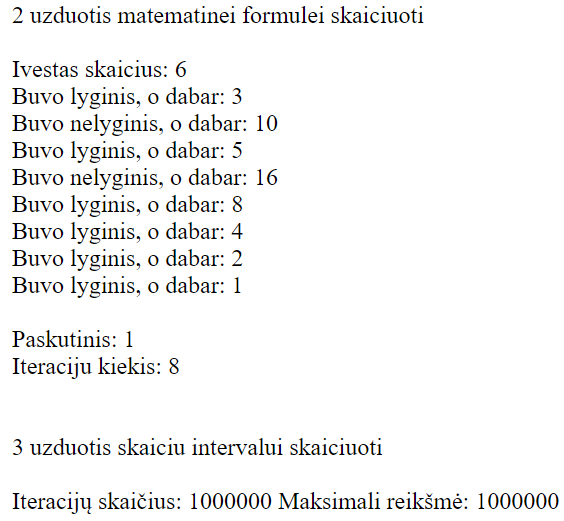 2 uzduotis matematinei formulei skaiciuoti
Ivestas skaicius: 6
Buvo lyginis, o dabar: 3
Buvo nelyginis, o dabar: 10
Buvo lyginis, o dabar: 5
Buvo nelyginis, o dabar: 16
Buvo lyginis, o dabar: 8
Buvo lyginis, o dabar: 4
Buvo lyginis, o dabar: 2
Buvo lyginis, o dabar: 1
Paskutinis: 1
Iteraciju kiekis: 8
3 uzduotis skaiciu intervalui skaiciuoti
Iteracijų skaičius: 1000000 Maksimali reikšmė: 1000000